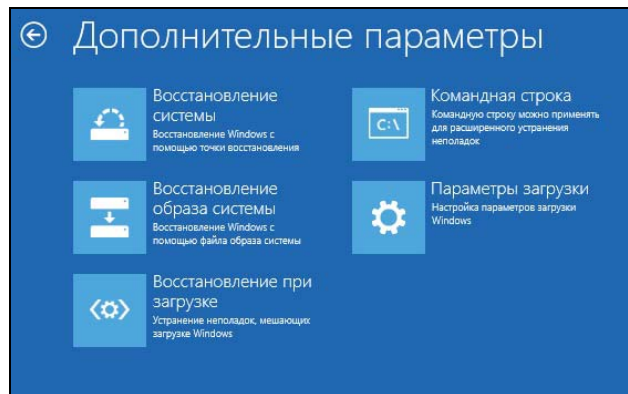 Дополнительные параметры
Восстановление
системы
Восстановление Windows с
помощью точки восстановления
Восстановление
образа системы
Восстановление Windows с
помощью файла образа системы
Восстановление при
загрузке
Устранение неполадок, мешающих
загрузке Windows
C:\
Командная строка
Командную строку можно применять
для расширенного устранения
неполадок
Параметры загрузки
Настройка параметров загрузки
Windows